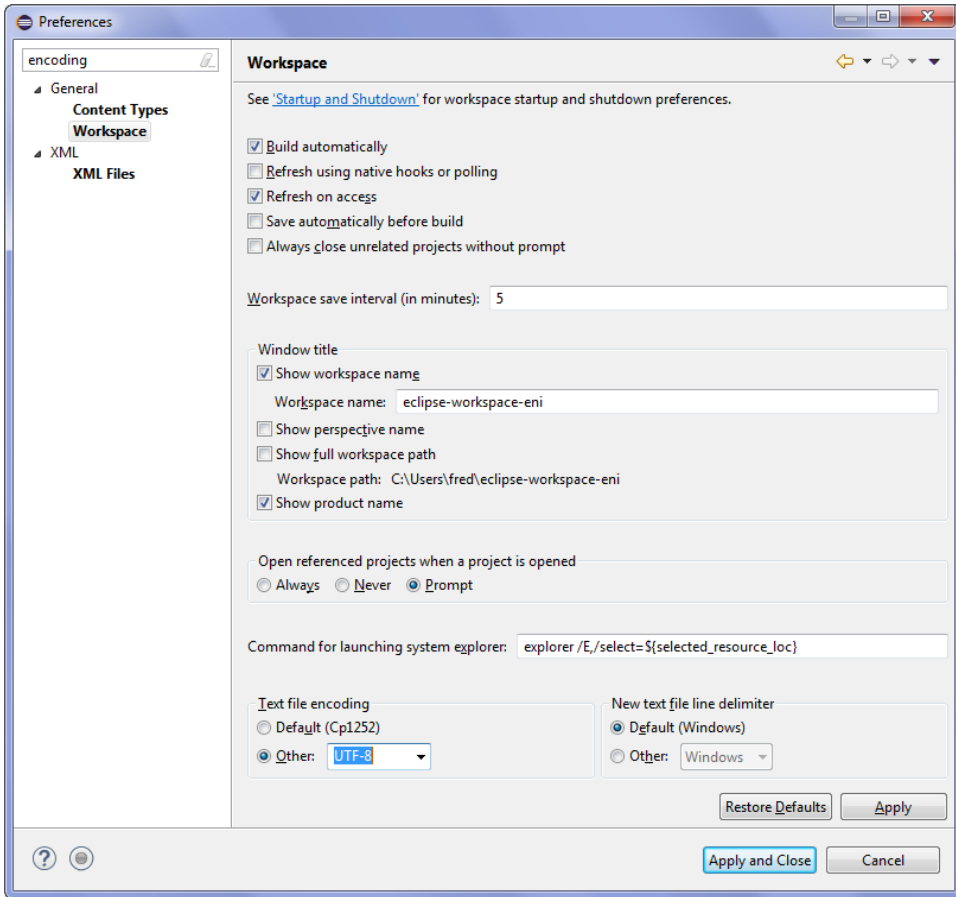 Preferences
encoding
General
Content Types
Workspace
XML
XML Files
Workspace
See 'Startup and Shutdown' for workspace startup and shutdown preferences.
Build automatically
Refresh using native hooks or polling
Refresh on access
Save automatically before build
Always close unrelated projects without prompt
Workspace save interval (in minutes): 5
Window title
Show workspace name
Workspace name: eclipse-workspace-eni
Show perspective name
Show full workspace path
Workspace path: C:\Users\fred\eclipse-workspace-eni
Show product name
Open referenced projects when a project is opened
Always Never Prompt
Command for launching system explorer: explorer /E,/select=${selected_resource_loc}
Text file encoding
Default (Cp1252)
Other: UTF-8
New text file line delimiter
Default (Windows)
Other: Windows
Restore Defaults Apply
? Apply and Close Cancel